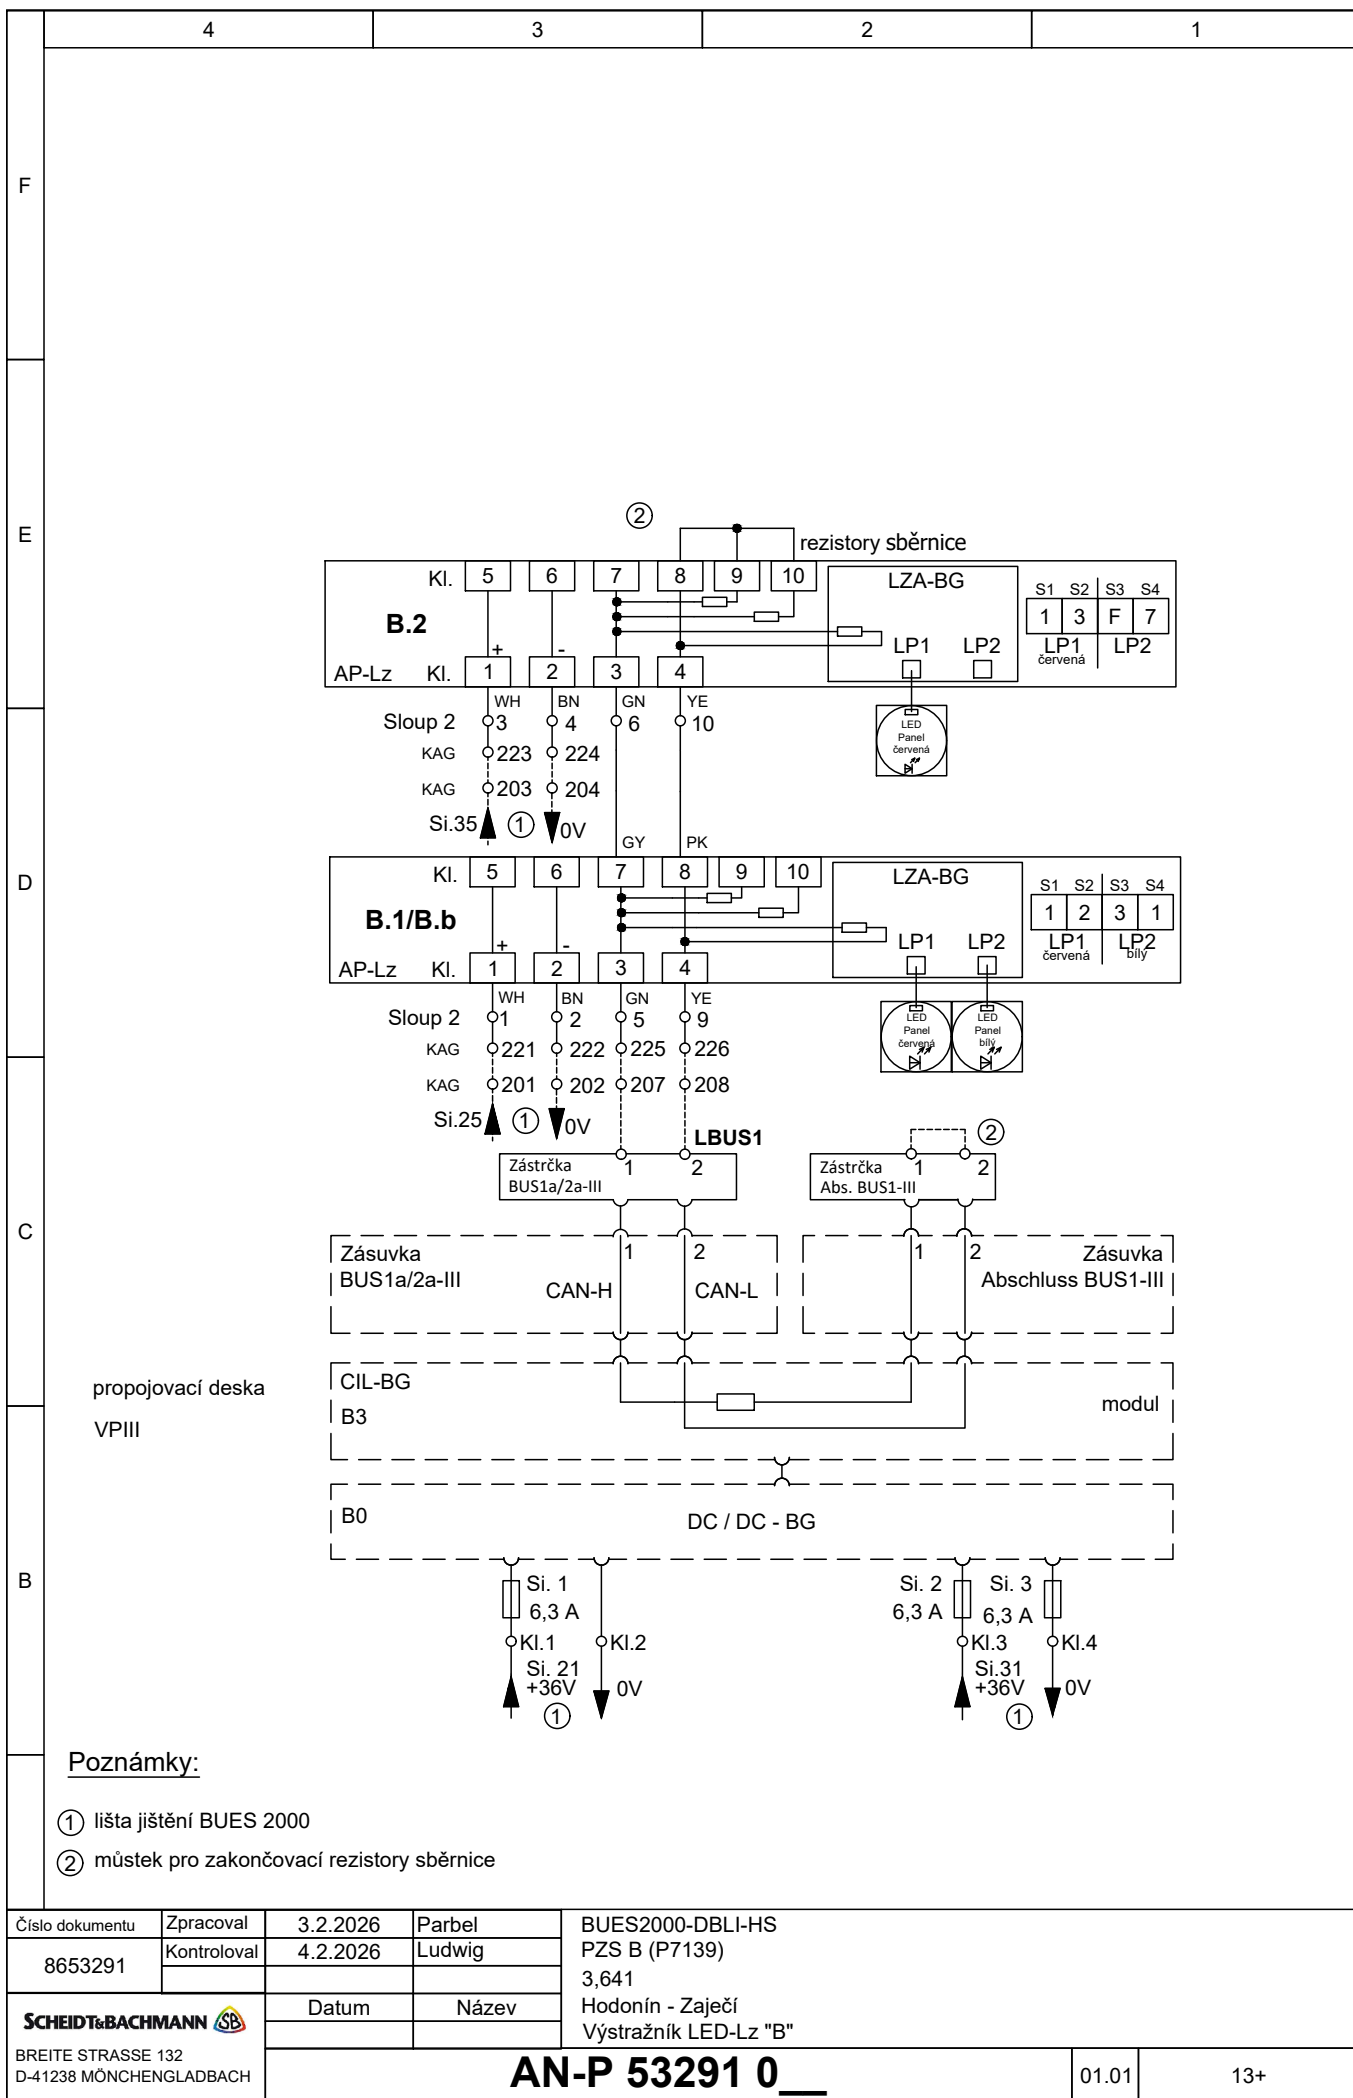 4 3 2 1
F
E
D
C
B
2
rezistory sběrnice
Kl. 5 6 7 8 9 10
LZA-BG
S1 S2 S3 S4
1 3 F 7
B.2
LP1 LP2
LP1 LP2
červená
+ -
AP-Lz Kl. 1 2 3 4
WH BN GN YE
Sloup 2 3 4 6 10
LED
Panel
červená
KAG 223 224
KAG 203 204
Si.35 1 0V
GY PK
Kl. 5 6 7 8 9 10
LZA-BG
S1 S2 S3 S4
1 2 3 1
B.1/B.b
LP1 LP2
LP1 LP2
červená bílý
+ -
AP-Lz Kl. 1 2 3 4
WH BN GN YE
Sloup 2 1 2 5 9
LED
Panel
červená
LED
Panel
bílý
KAG 221 222 225 226
KAG 201 202 207 208
Si.25 1 0V
LBUS1
2
Zástrčka
BUS1a/2a-III
1 2
Zástrčka
Abs. BUS1-III
1 2
Zásuvka
BUS1a/2a-III
1 2
CAN-H CAN-L
1 2
Zásuvka
Abschluss BUS1-III
propojovací deska
VPIII
CIL-BG
B3
modul
B0
DC / DC - BG
Si. 1
6,3 A
Kl.1 Kl.2
Si. 21
+36V 0V
1
Si. 2 Si. 3
6,3 A 6,3 A
Kl.3 Kl.4
Si.31
+36V 0V
1
Poznámky:
1 lišta jištění BUES 2000
2 můstek pro zakončovací rezistory sběrnice
Číslo dokumentu Zpracoval 3.2.2026 Parbel
8653291 Kontroloval 4.2.2026 Ludwig
Datum Název
BUES2000-DBLI-HS
PZS B (P7139)
3,641
Hodonín - Zaječí
Výstražník LED-Lz "B"
SCHEIDT&BACHMANN SB
BREITE STRASSE 132
D-41238 MÖNCHENGLADBACH
AN-P 53291 0__
01.01 13+